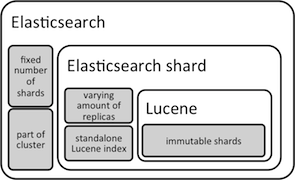 Elasticsearch
fixed
number
of
shards
part of
cluster
Elasticsearch shard
varying
amount of
replicas
standalone
Lucene index
Lucene
immutable shards